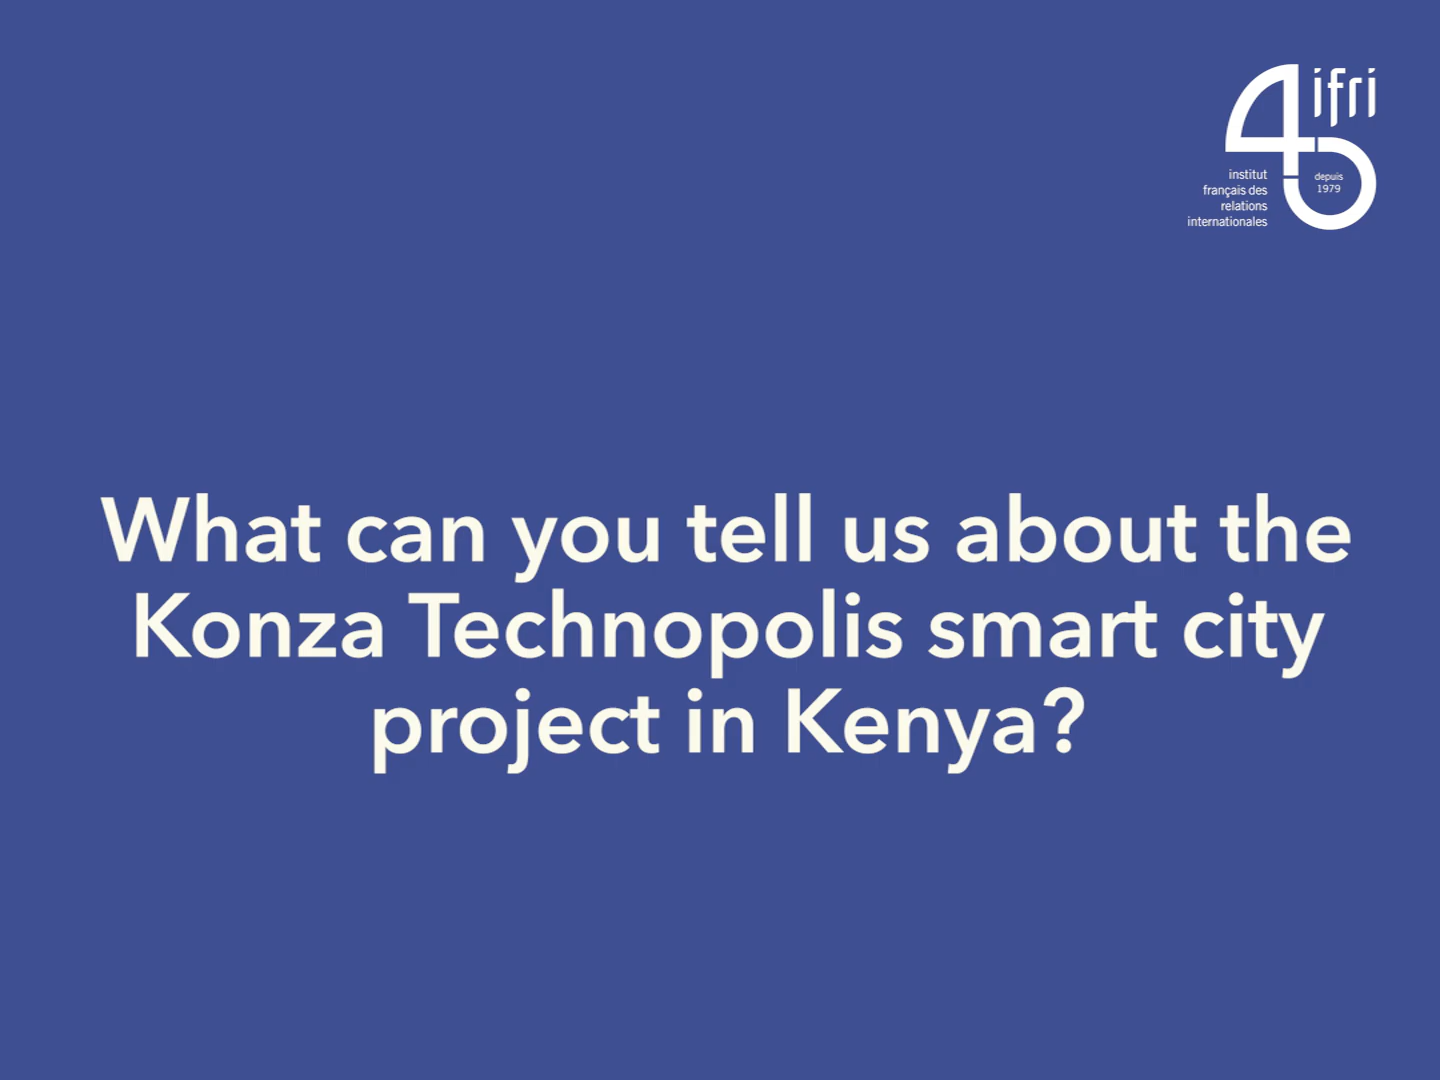 45 ifri
institut
français des
relations
internationales
depuis
1979
What can you tell us about the
Konza Technopolis smart city
project in Kenya?